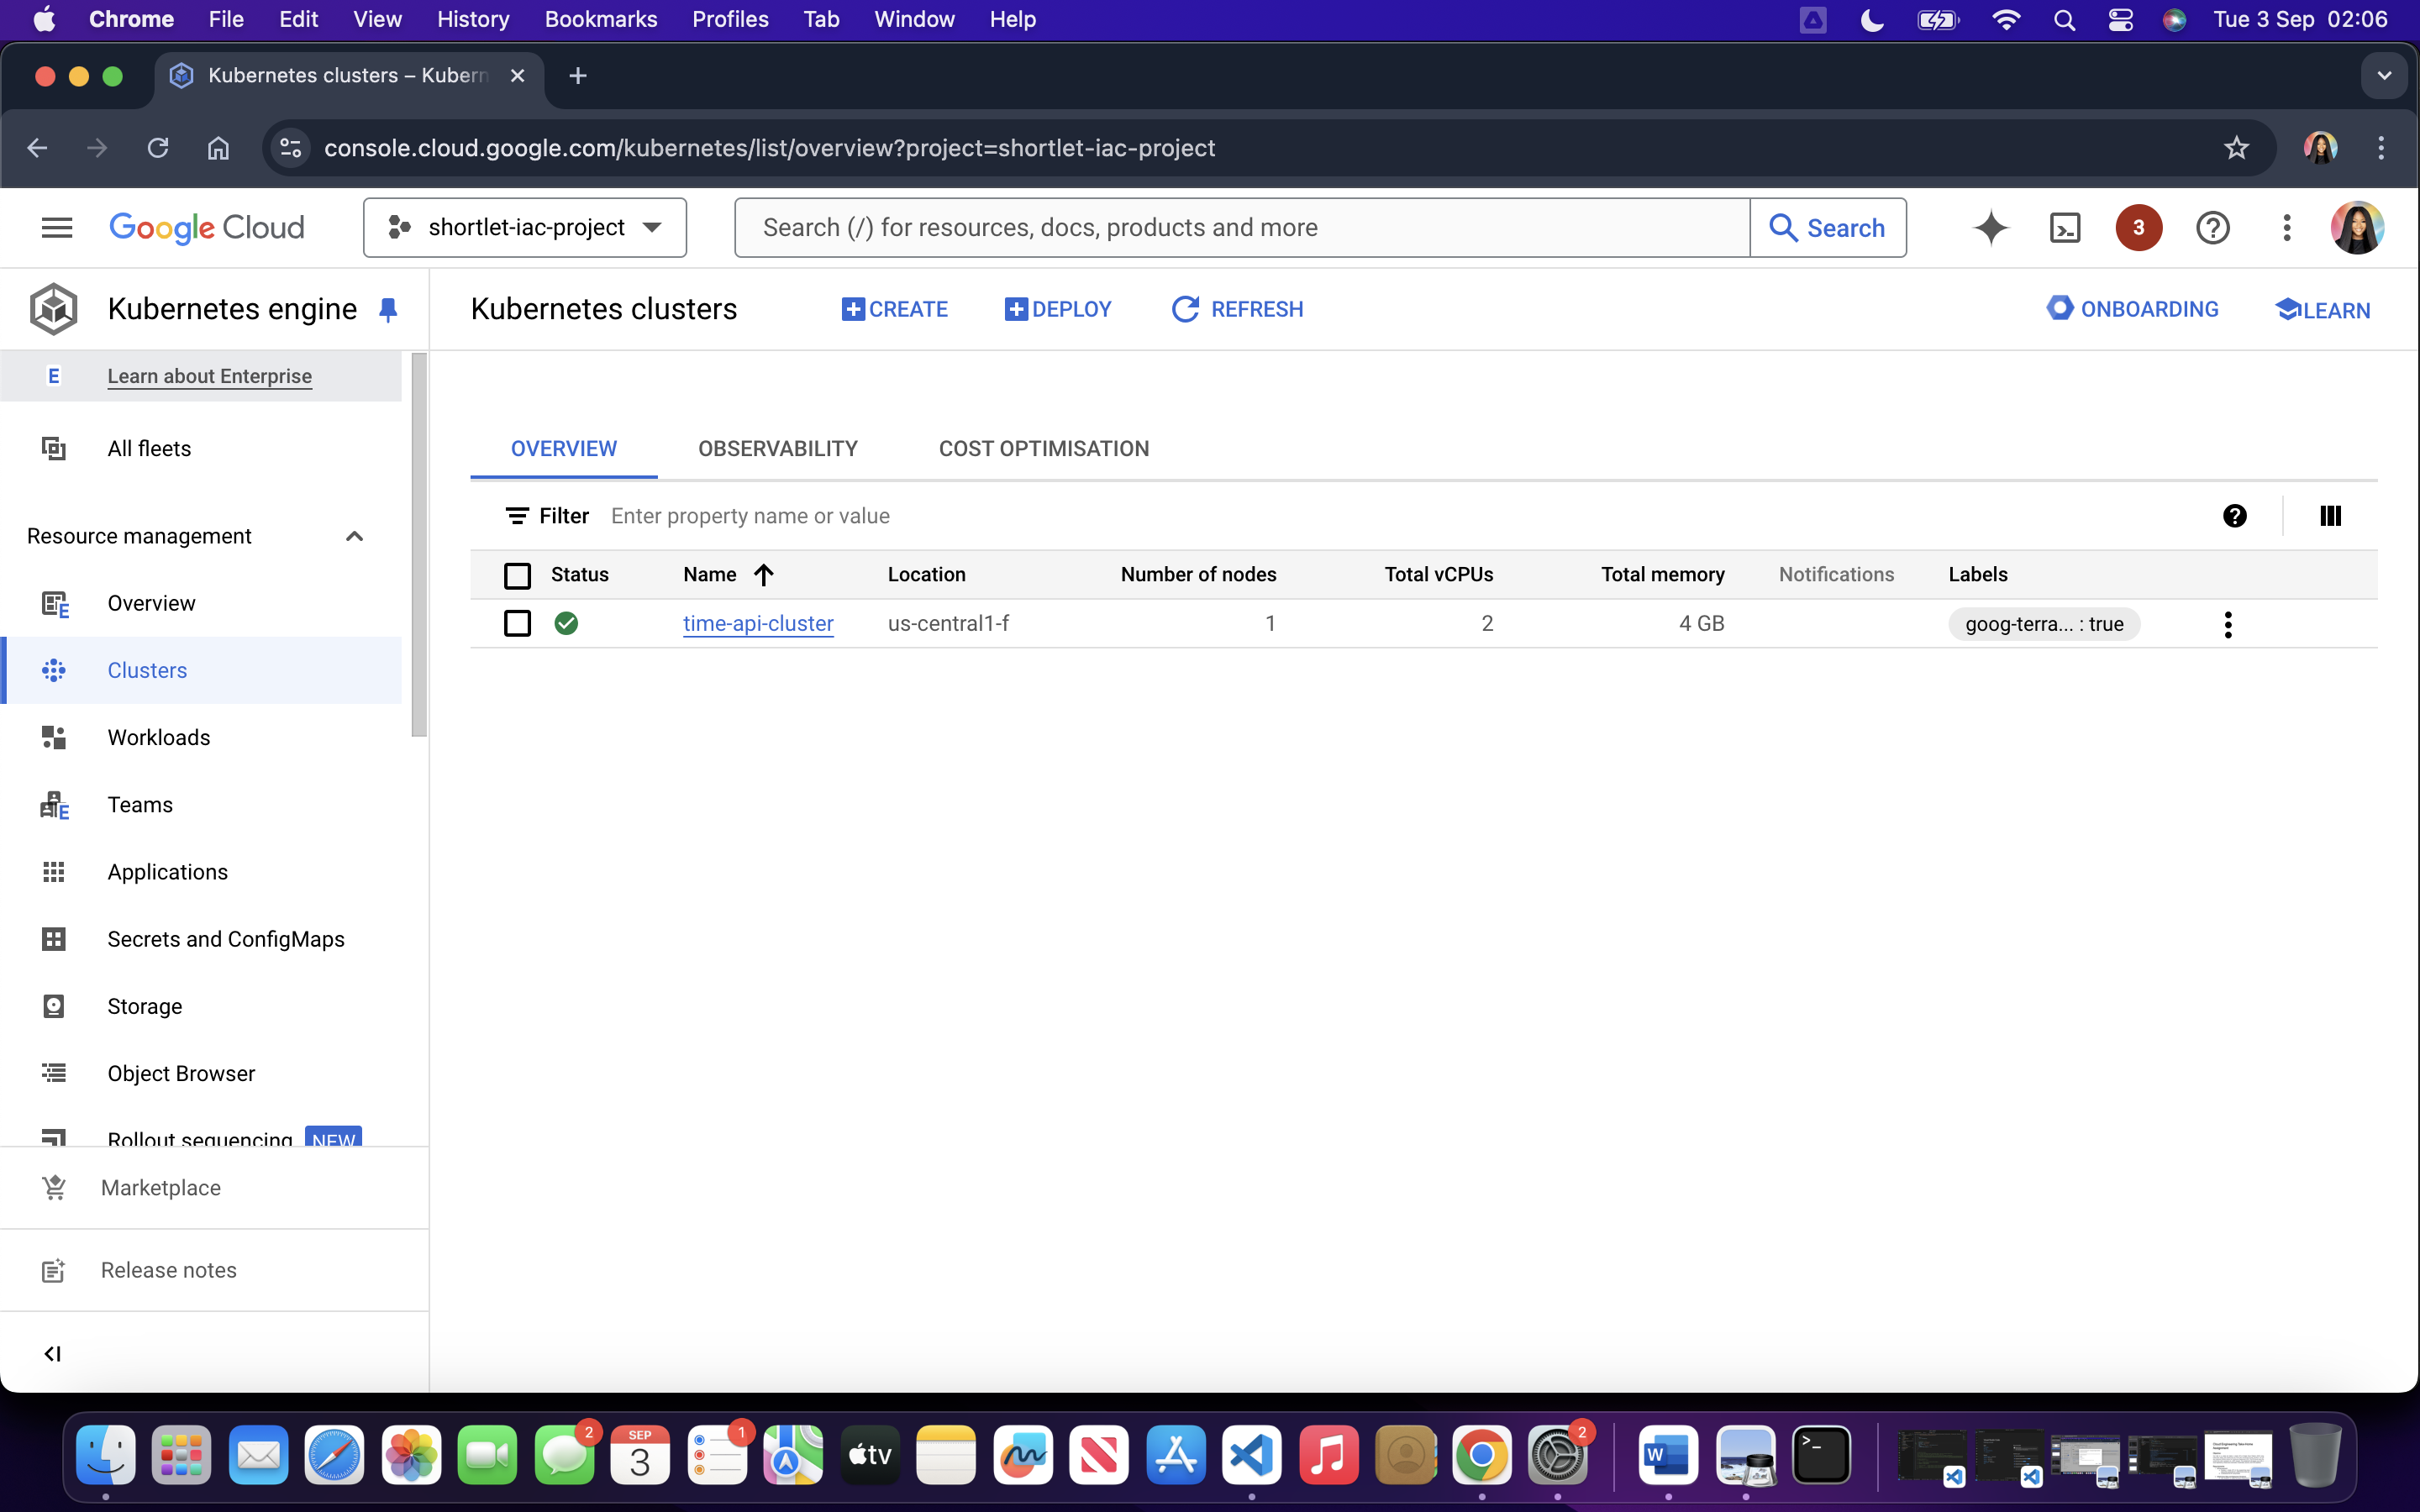 Chrome File Edit View History Bookmarks Profiles Tab Window Help Tue 3 Sep 02:06
Kubernetes clusters – Kubern
console.cloud.google.com/kubernetes/list/overview?project=shortlet-iac-project
Google Cloud shortlet-iac-project Search (/) for resources, docs, products and more Search 3
Kubernetes engine Kubernetes clusters CREATE DEPLOY REFRESH ONBOARDING LEARN
E Learn about Enterprise
All fleets
OVERVIEW OBSERVABILITY COST OPTIMISATION
Filter Enter property name or value
Resource management
Status Name Location Number of nodes Total vCPUs Total memory Notifications Labels
time-api-cluster us-central1-f 1 2 4 GB goog-terra... : true
Overview
Clusters
Workloads
Teams
Applications
Secrets and ConfigMaps
Storage
Object Browser
Rollout sequencing NEW
Marketplace
Release notes
2 SEP 3 1 tv 2 W